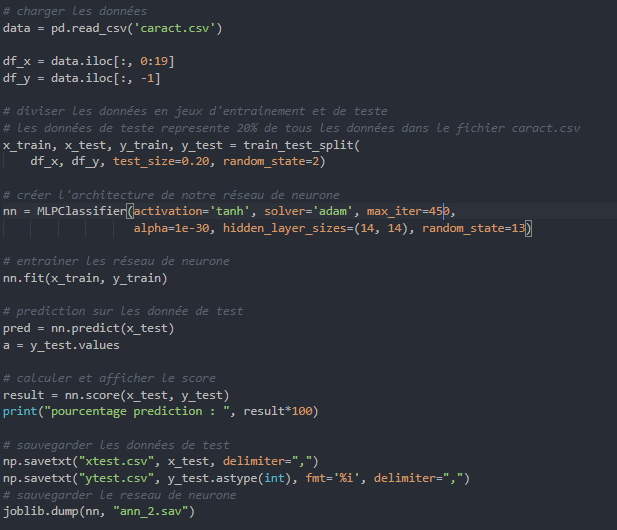 # charger les données
data = pd.read_csv('caract.csv')
df_x = data.iloc[:, 0:19]
df_y = data.iloc[:, -1]
# diviser les données en jeux d'entrainement et de teste
# les données de teste represente 20% de tous les données dans le fichier caract.csv
x_train, x_test, y_train, y_test = train_test_split(
df_x, df_y, test_size=0.20, random_state=2)
# créer l'architecture de notre réseau de neurone
nn = MLPClassifier(activation='tanh', solver='adam', max_iter=450,
alpha=1e-30, hidden_layer_sizes=(14, 14), random_state=13)
# entrainer les réseau de neurone
nn.fit(x_train, y_train)
# prediction sur les donnée de test
pred = nn.predict(x_test)
a = y_test.values
# calculer et afficher le score
result = nn.score(x_test, y_test)
print("pourcentage prediction : ", result*100)
# sauvegarder les données de test
np.savetxt("xtest.csv", x_test, delimiter=",")
np.savetxt("ytest.csv", y_test.astype(int), fmt='%i', delimiter=",")
# sauvegarder le reseau de neurone
joblib.dump(nn, "ann_2.sav")